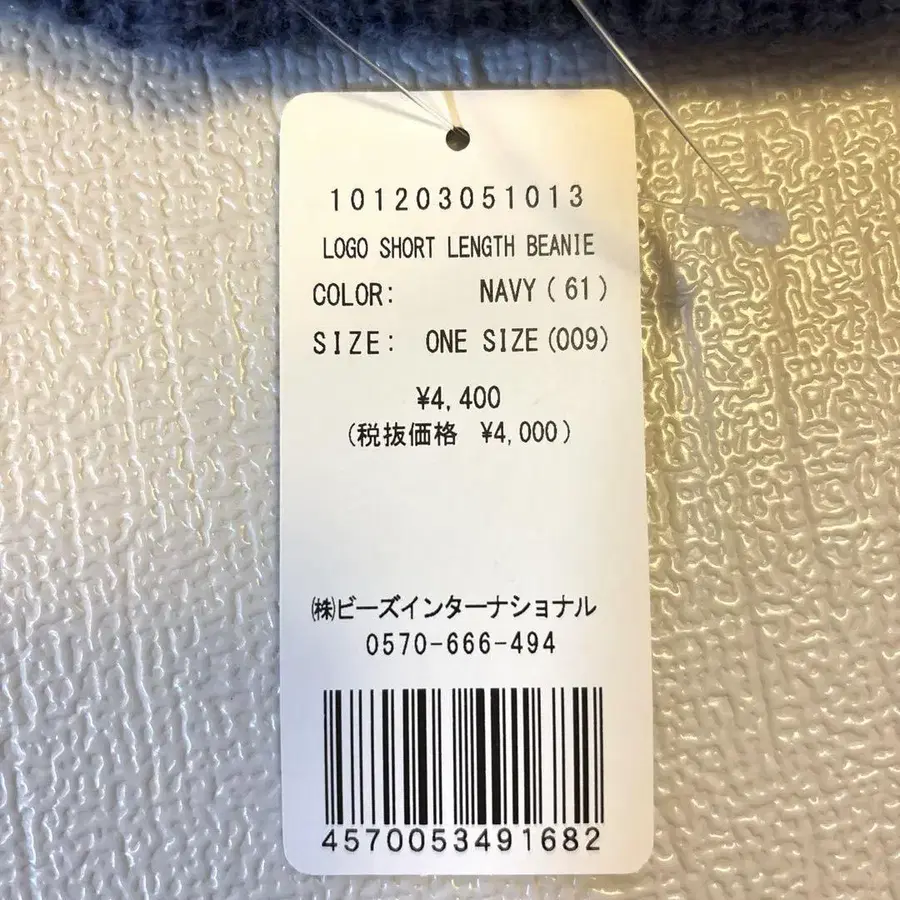 101203051013
LOGO SHORT LENGTH BEANIE
COLOR: NAVY(61)
SIZE: ONE SIZE(009)
¥4,400
(税抜価格 ¥4,000)
㈱ビーズインターナショナル
0570-666-494
4570053491682